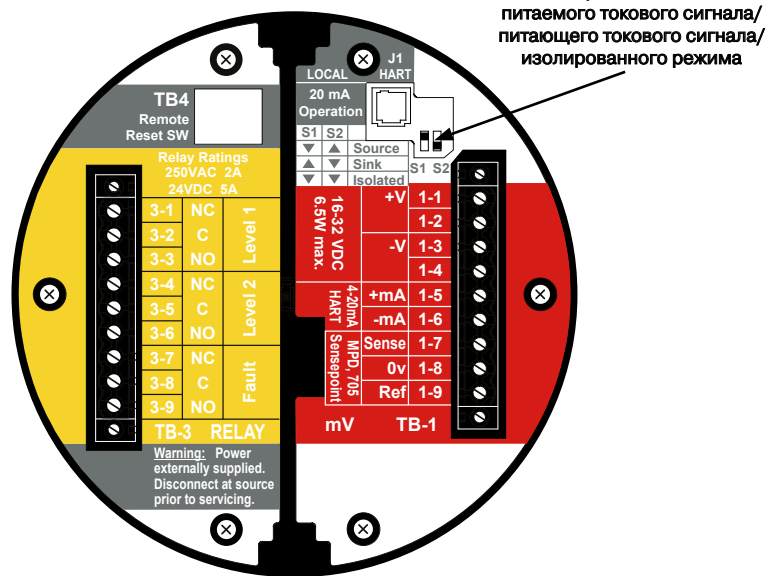 питаемого токового сигнала/
питающего токового сигнала/
изолированного режима
J1
LOCAL HART
20 mA
Operation
S1 S2
▼ ▲ Source
▲ ▼ Sink
▼ ▼ Isolated
S1 S2
TB4
Remote
Reset SW
Relay Ratings
250VAC 2A
24VDC 5A
3-1 NC
3-2 C
3-3 NO
Level 1
3-4 NC
3-5 C
3-6 NO
Level 2
3-7 NC
3-8 C
3-9 NO
Fault
TB-3 RELAY
Warning: Power
externally supplied.
Disconnect at source
prior to servicing.
16-32 VDC
6.5W max.
+V 1-1
1-2
-V 1-3
1-4
4-20mA
HART
+mA 1-5
-mA 1-6
MPD, 705
Sensepoint
Sense 1-7
0v 1-8
Ref 1-9
mV TB-1